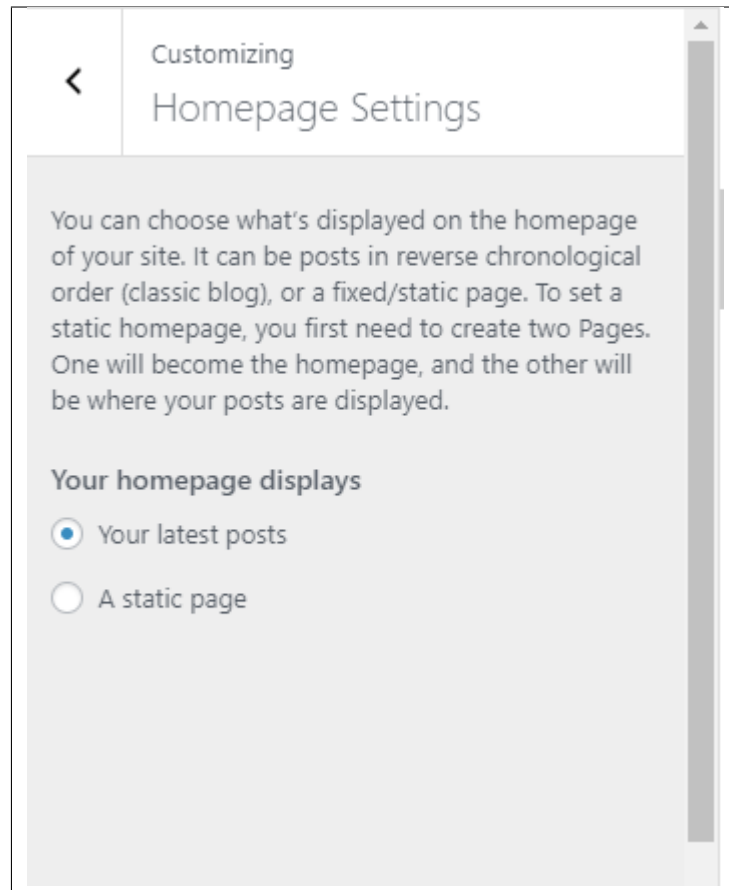 Customizing
Homepage Settings
You can choose what's displayed on the homepage
of your site. It can be posts in reverse chronological
order (classic blog), or a fixed/static page. To set a
static homepage, you first need to create two Pages.
One will become the homepage, and the other will
be where your posts are displayed.
Your homepage displays
Your latest posts
A static page